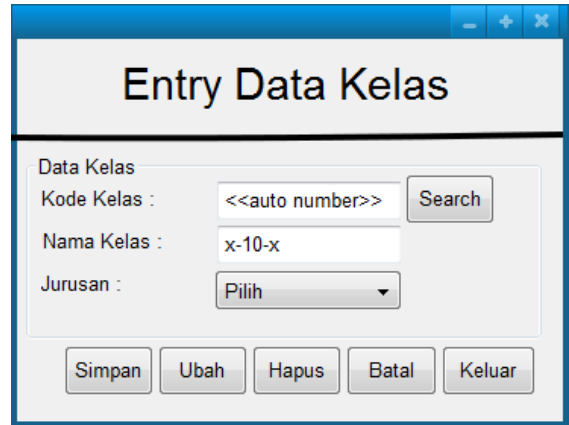 Entry Data Kelas
Data Kelas
Kode Kelas : <<auto number>> Search
Nama Kelas : x-10-x
Jurusan : Pilih
Simpan Ubah Hapus Batal Keluar